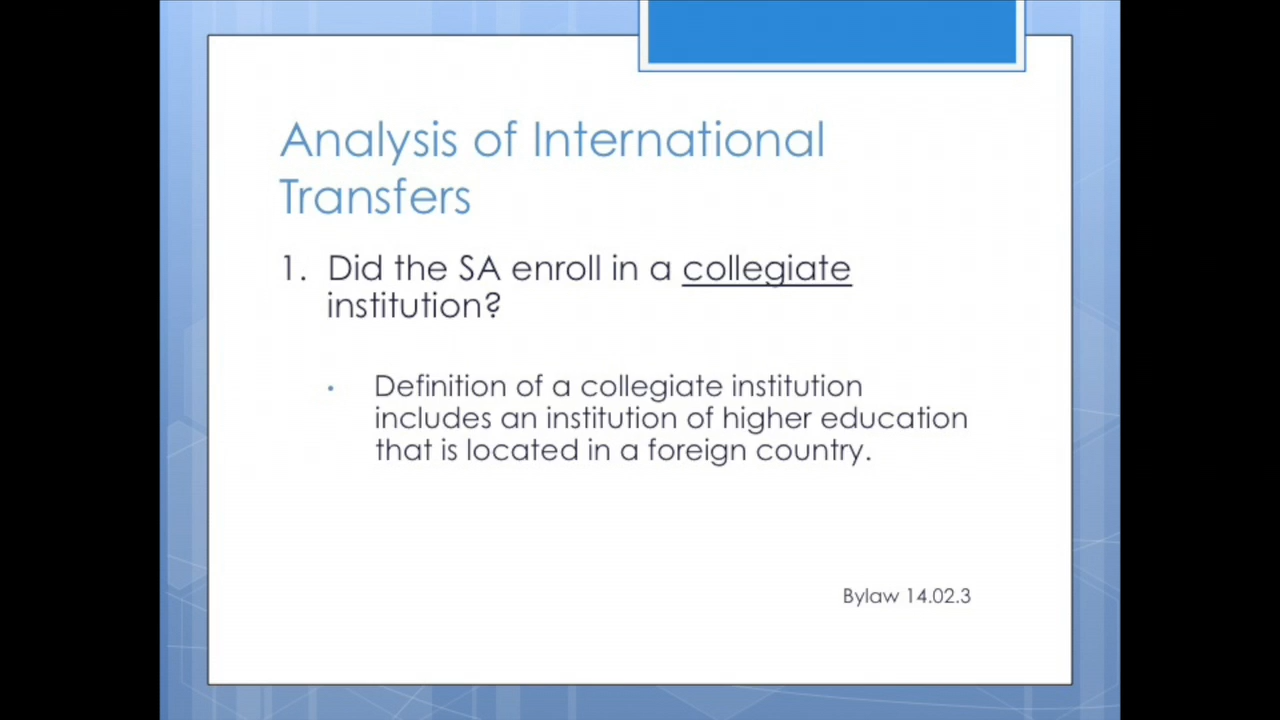 Analysis of International
Transfers
1. Did the SA enroll in a collegiate
institution?
• Definition of a collegiate institution
includes an institution of higher education
that is located in a foreign country.
Bylaw 14.02.3